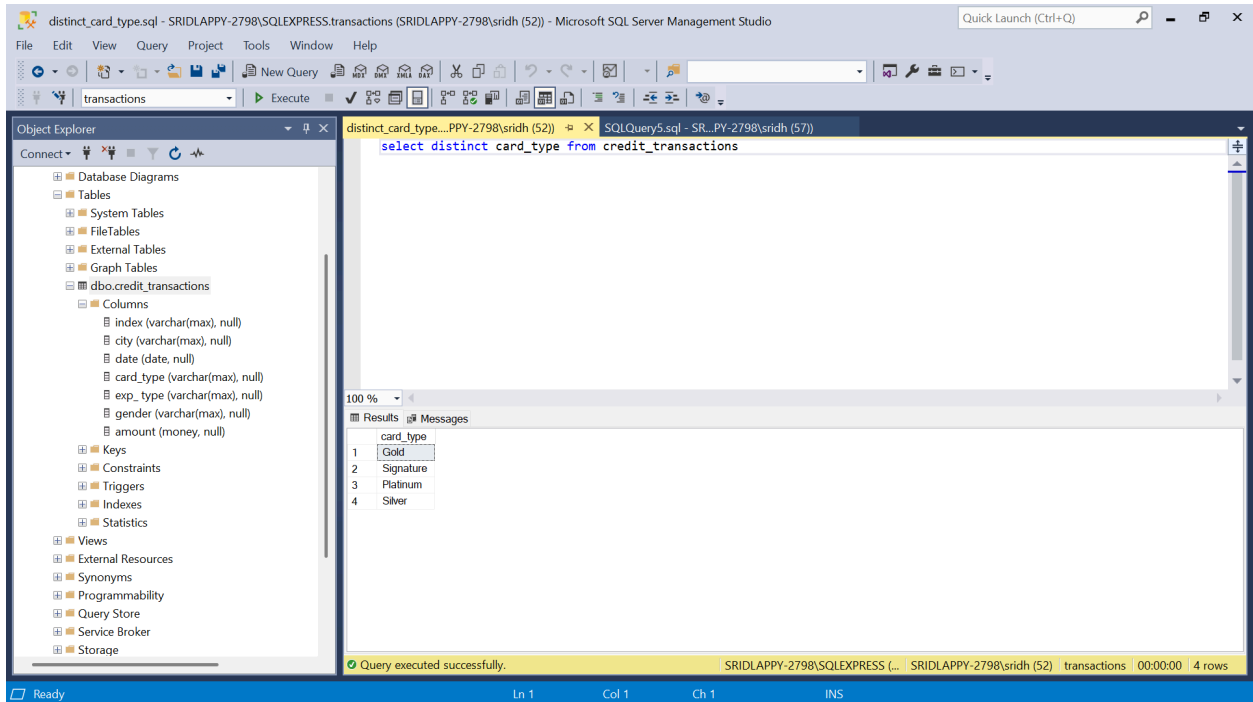 distinct_card_type.sql - SRIDLAPPY-2798\SQLEXPRESS.transactions (SRIDLAPPY-2798\sridh (52)) - Microsoft SQL Server Management Studio
Quick Launch (Ctrl+Q)
File Edit View Query Project Tools Window Help
New Query MDX DMX XMLA DAX
transactions Execute
Object Explorer
distinct_card_type....PPY-2798\sridh (52)) SQLQuery5.sql - SR...PY-2798\sridh (57))
Connect
select distinct card_type from credit_transactions
Database Diagrams
Tables
System Tables
FileTables
External Tables
Graph Tables
dbo.credit_transactions
Columns
index (varchar(max), null)
city (varchar(max), null)
date (date, null)
card_type (varchar(max), null)
exp_ type (varchar(max), null)
gender (varchar(max), null)
amount (money, null)
Keys
Constraints
Triggers
Indexes
Statistics
Views
External Resources
Synonyms
Programmability
Query Store
Service Broker
Storage
100 %
Results Messages
card_type
1 Gold
2 Signature
3 Platinum
4 Silver
Query executed successfully. SRIDLAPPY-2798\SQLEXPRESS (... SRIDLAPPY-2798\sridh (52) transactions 00:00:00 4 rows
Ready Ln 1 Col 1 Ch 1 INS